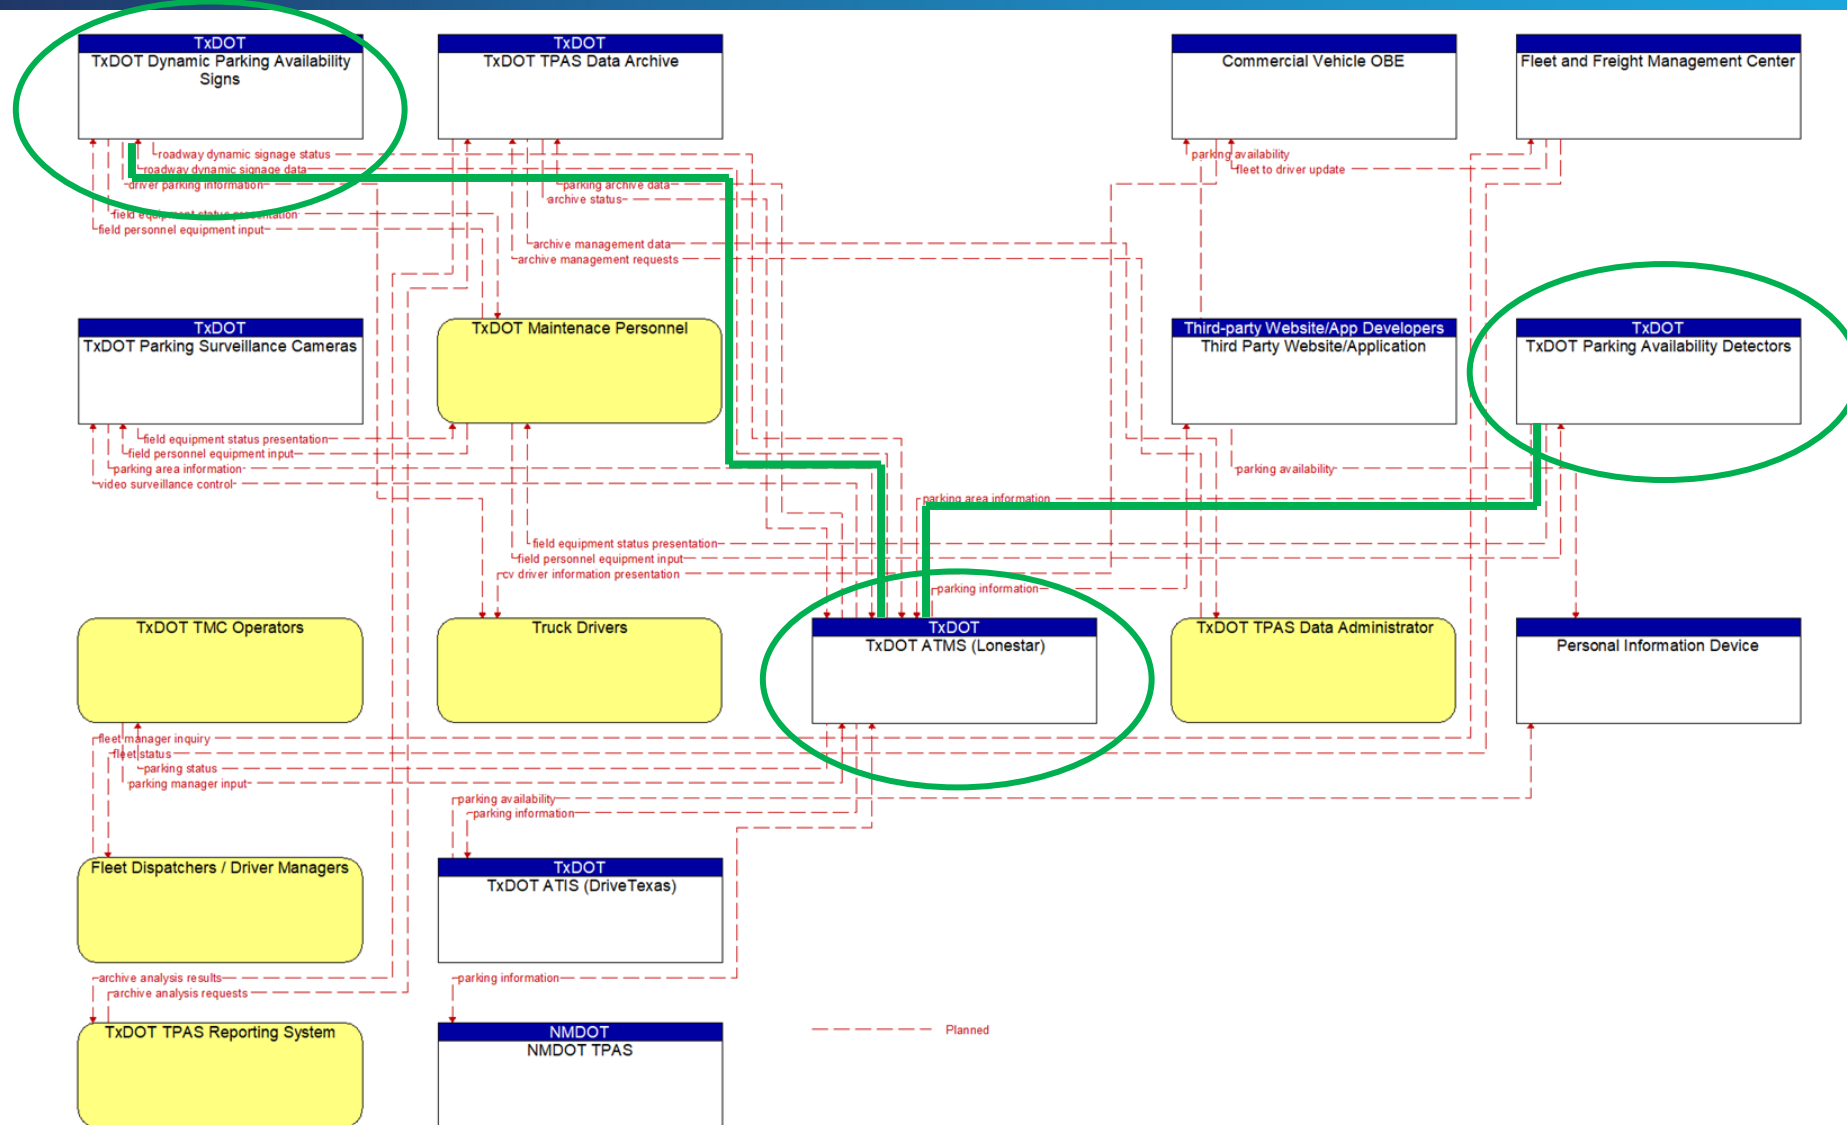 TxDOT
TxDOT Dynamic Parking Availability
Signs
TxDOT
TxDOT TPAS Data Archive
Commercial Vehicle OBE
Fleet and Freight Management Center
roadway dynamic signage status
roadway dynamic signage data
driver parking information
field equipment status presentation
field personnel equipment input
parking archive data
archive status
archive management data
archive management requests
parking availability
fleet to driver update
TxDOT
TxDOT Parking Surveillance Cameras
TxDOT Maintenace Personnel
Third-party Website/App Developers
Third Party Website/Application
TxDOT
TxDOT Parking Availability Detectors
field equipment status presentation
field personnel equipment input
parking area information
video surveillance control
parking availability
parking area information
field equipment status presentation
field personnel equipment input
cv driver information presentation
parking information
TxDOT TMC Operators
Truck Drivers
TxDOT
TxDOT ATMS (Lonestar)
TxDOT TPAS Data Administrator
Personal Information Device
fleet manager inquiry
fleet status
parking status
parking manager input
parking availability
parking information
Fleet Dispatchers / Driver Managers
TxDOT
TxDOT ATIS (DriveTexas)
archive analysis results
archive analysis requests
parking information
TxDOT TPAS Reporting System
NMDOT
NMDOT TPAS
Planned